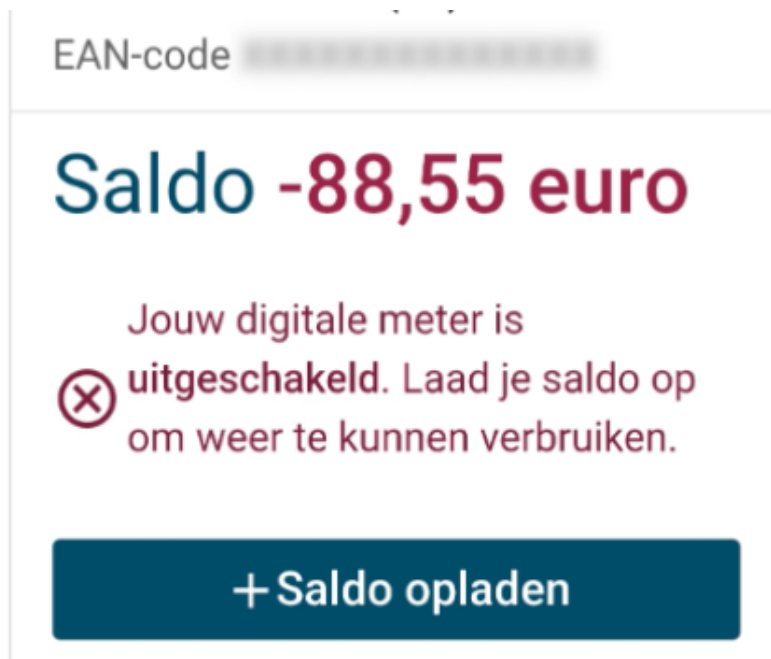 EAN-code
Saldo -88,55 euro
Jouw digitale meter is
uitgeschakeld. Laad je saldo op
om weer te kunnen verbruiken.
+Saldo opladen